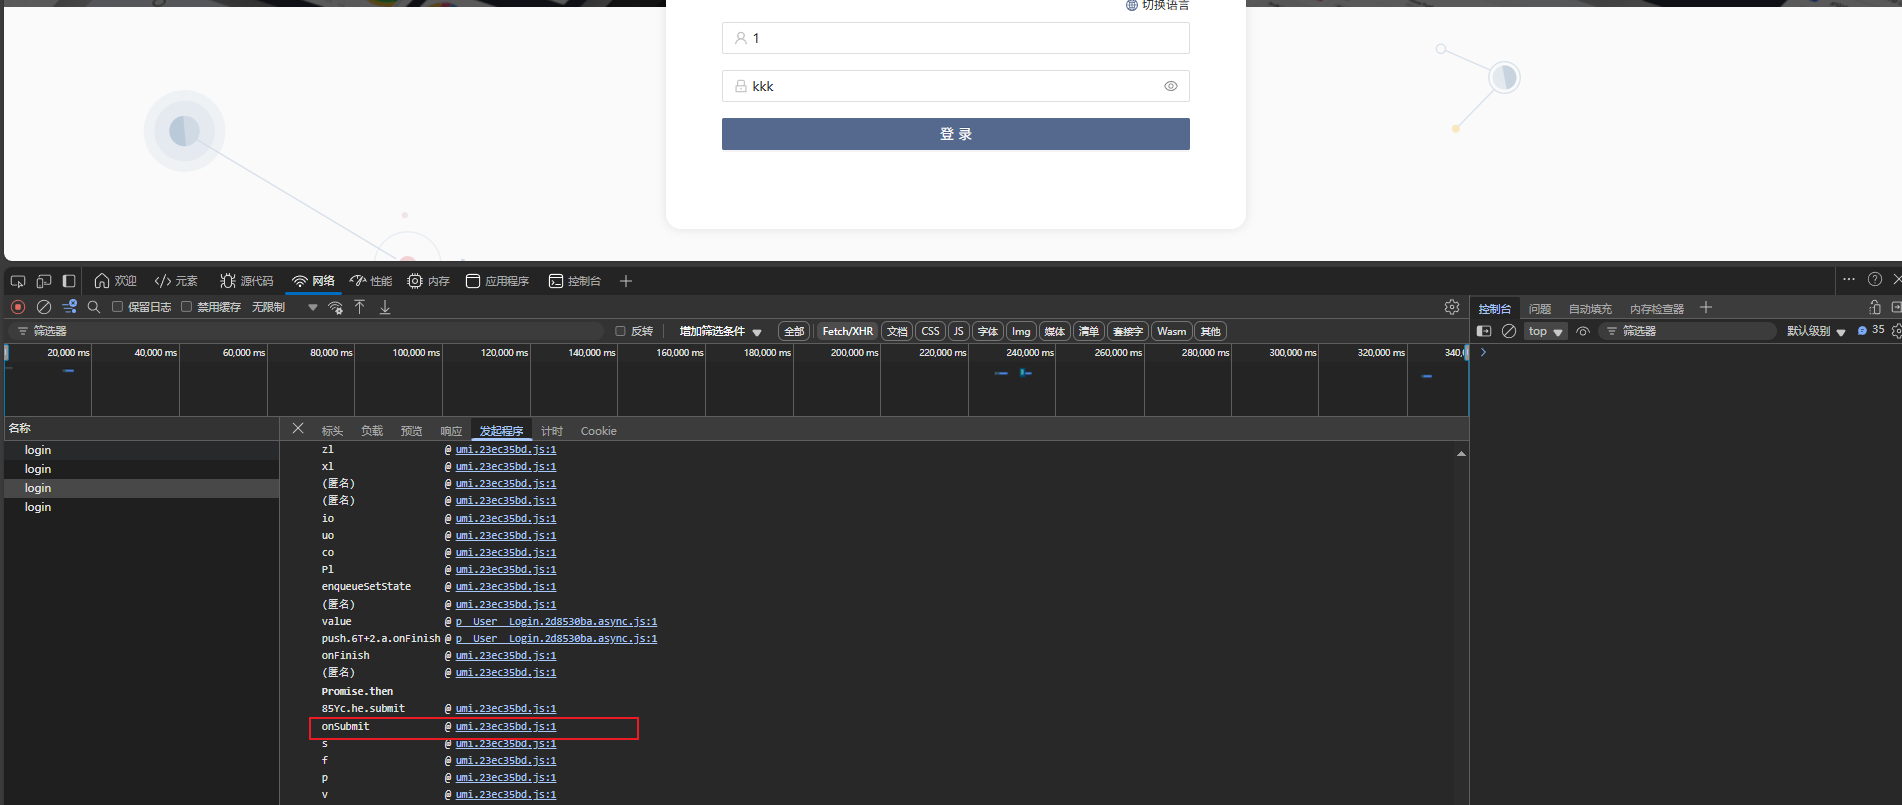 切换语言
1
kkk
登 录
欢迎 元素 源代码 网络 性能 内存 应用程序 控制台
保留日志 禁用缓存 无限制
控制台 问题 自动填充 内存检查器
筛选器 反转 增加筛选条件 全部 Fetch/XHR 文档 CSS JS 字体 Img 媒体 清单 套接字 Wasm 其他
top 筛选器 默认级别 35
20,000 ms 40,000 ms 60,000 ms 80,000 ms 100,000 ms 120,000 ms 140,000 ms 160,000 ms 180,000 ms 200,000 ms 220,000 ms 240,000 ms 260,000 ms 280,000 ms 300,000 ms 320,000 ms
名称
login
login
login
login
标头 负载 预览 响应 发起程序 计时 Cookie
zl @ umi.23ec35bd.js:1
xl @ umi.23ec35bd.js:1
(匿名) @ umi.23ec35bd.js:1
(匿名) @ umi.23ec35bd.js:1
io @ umi.23ec35bd.js:1
uo @ umi.23ec35bd.js:1
co @ umi.23ec35bd.js:1
Pl @ umi.23ec35bd.js:1
enqueueSetState @ umi.23ec35bd.js:1
(匿名) @ umi.23ec35bd.js:1
value @ p__User__Login.2d8530ba.async.js:1
push.6T+2.a.onFinish @ p__User__Login.2d8530ba.async.js:1
onFinish @ umi.23ec35bd.js:1
(匿名) @ umi.23ec35bd.js:1
Promise.then
85Yc.he.submit @ umi.23ec35bd.js:1
onSubmit @ umi.23ec35bd.js:1
s @ umi.23ec35bd.js:1
f @ umi.23ec35bd.js:1
p @ umi.23ec35bd.js:1
v @ umi.23ec35bd.js:1